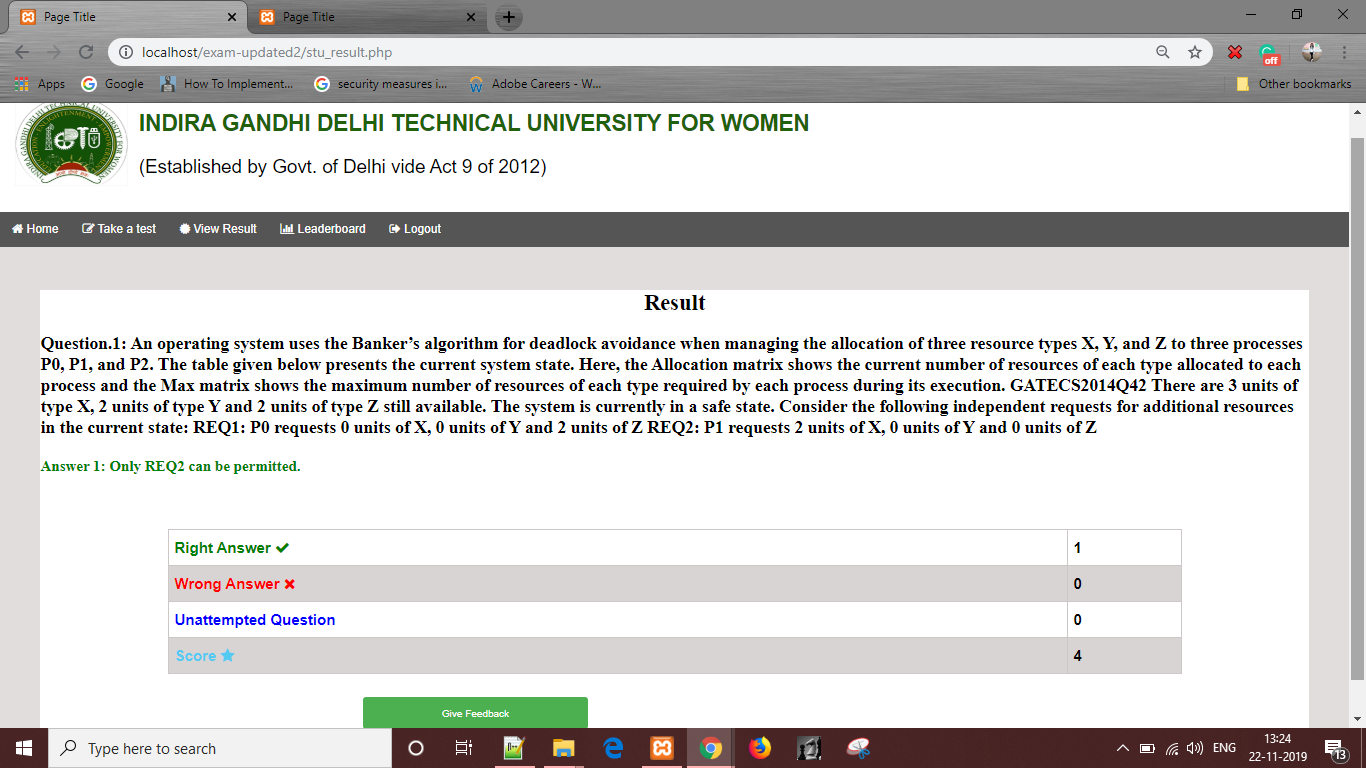 Page Title
Page Title
localhost/exam-updated2/stu_result.php
off
Apps
Google
How To Implement...
security measures i...
Adobe Careers - W...
Other bookmarks
INDIRA GANDHI DELHI TECHNICAL UNIVERSITY FOR WOMEN
(Established by Govt. of Delhi vide Act 9 of 2012)
Home
Take a test
View Result
Leaderboard
Logout
Result
Question.1: An operating system uses the Banker’s algorithm for deadlock avoidance when managing the allocation of three resource types X, Y, and Z to three processes
P0, P1, and P2. The table given below presents the current system state. Here, the Allocation matrix shows the current number of resources of each type allocated to each
process and the Max matrix shows the maximum number of resources of each type required by each process during its execution. GATECS2014Q42 There are 3 units of
type X, 2 units of type Y and 2 units of type Z still available. The system is currently in a safe state. Consider the following independent requests for additional resources
in the current state: REQ1: P0 requests 0 units of X, 0 units of Y and 2 units of Z REQ2: P1 requests 2 units of X, 0 units of Y and 0 units of Z
Answer 1: Only REQ2 can be permitted.
Right Answer 1
Wrong Answer 0
Unattempted Question 0
Score 4
Give Feedback
Type here to search
ENG
13:24
22-11-2019
13